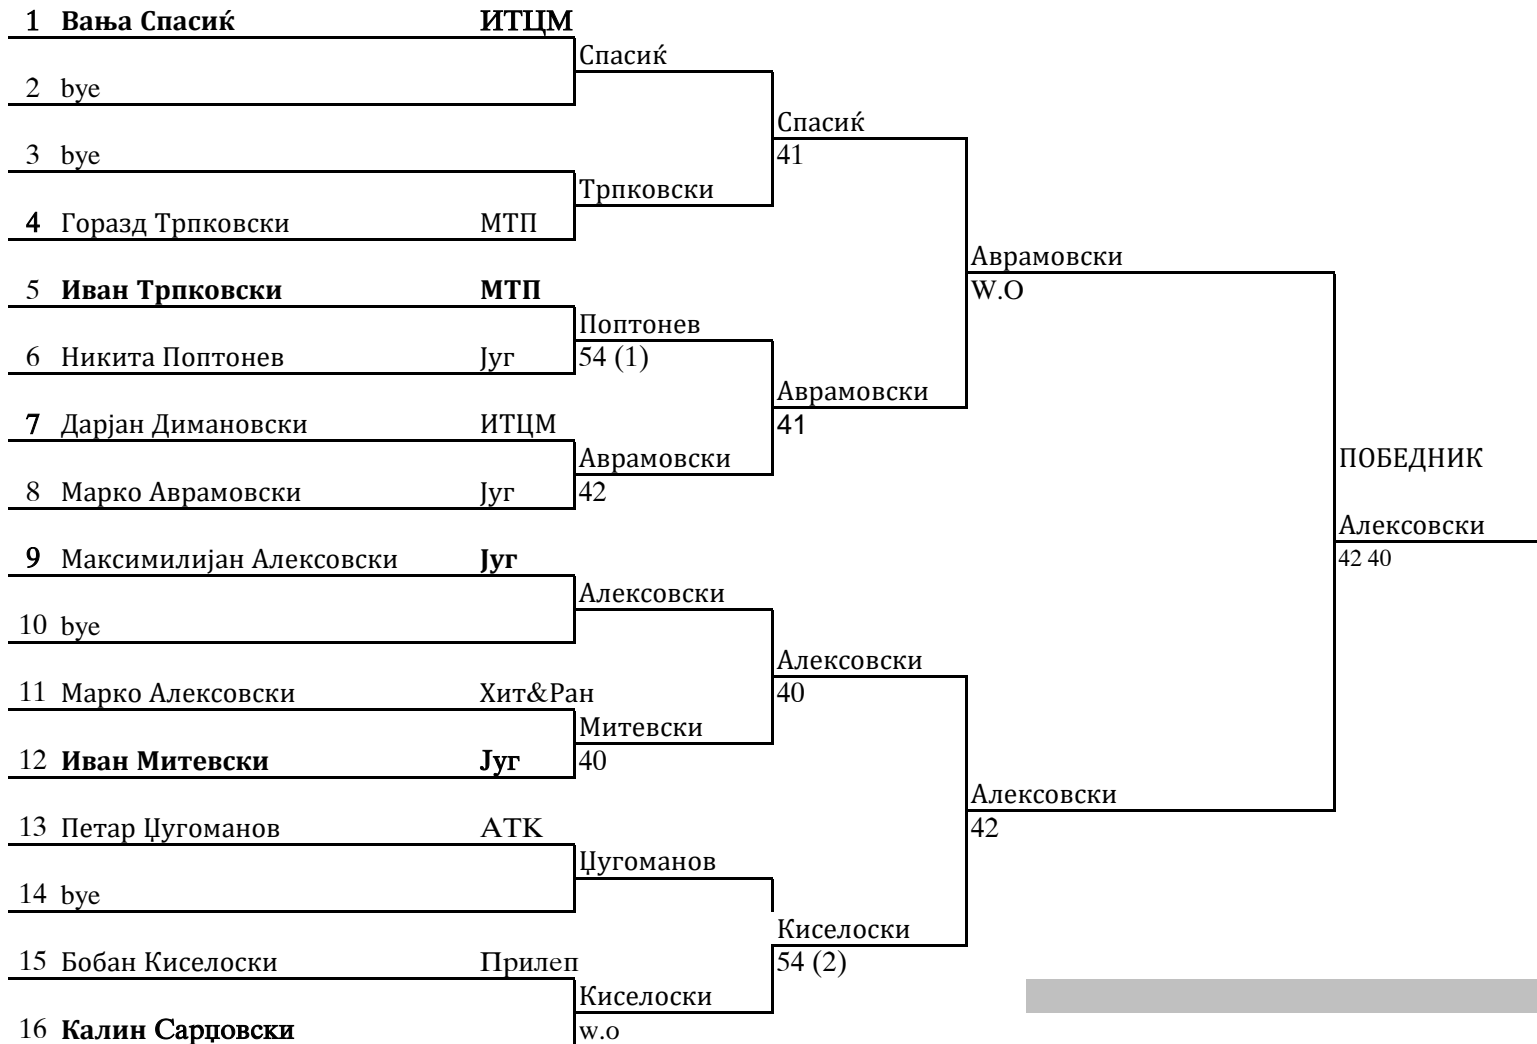 1 Вања Спасиќ ИТЦМ
Спасиќ
2 bye
Спасиќ
3 bye
41
Трпковски
4 Горазд Трпковски МТП
Аврамовски
5 Иван Трпковски МТП
W.O
Поптонев
6 Никита Поптонев Југ
54 (1)
Аврамовски
7 Дарјан Димановски ИТЦМ
41
Аврамовски
ПОБЕДНИК
8 Марко Аврамовски Југ
42
Алексовски
9 Максимилијан Алексовски Југ
42 40
Алексовски
10 bye
Алексовски
11 Марко Алексовски Хит&Ран
40
Митевски
12 Иван Митевски Југ
40
Алексовски
13 Петар Џугоманов АТК
42
Џугоманов
14 bye
Киселоски
15 Бобан Киселоски Прилеп
54 (2)
Киселоски
16 Калин Сарџовски
w.o